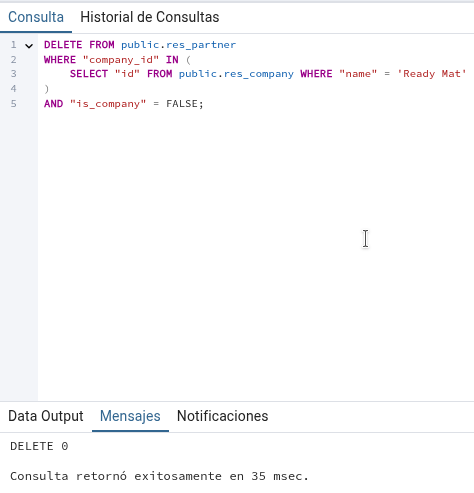 Consulta Historial de Consultas
1 DELETE FROM public.res_partner
2 WHERE "company_id" IN (
3 SELECT "id" FROM public.res_company WHERE "name" = 'Ready Mat'
4 )
5 AND "is_company" = FALSE;
Data Output Mensajes Notificaciones
DELETE 0
Consulta retornó exitosamente en 35 msec.